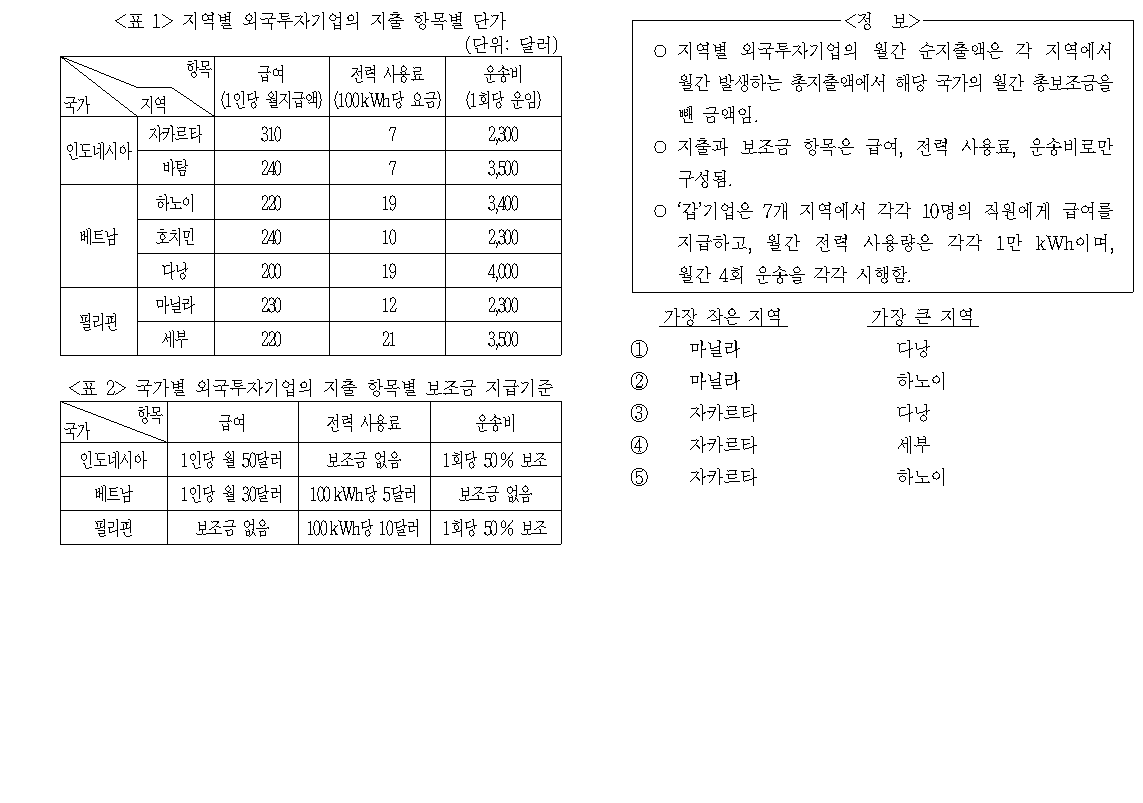 <표 1> 지역별 외국투자기업의 지출 항목별 단가
(단위: 달러)
항목 급여 전력 사용료 운송비
국가 지역 (1인당 월지급액) (100kWh당 요금) (1회당 운임)
인도네시아 자카르타 310 7 2,300
바탐 240 7 3,500
베트남 하노이 220 19 3,400
호치민 240 10 2,300
다낭 200 19 4,000
필리핀 마닐라 230 12 2,300
세부 220 21 3,500
<표 2> 국가별 외국투자기업의 지출 항목별 보조금 지급기준
국가 항목 급여 전력 사용료 운송비
인도네시아 1인당 월 50달러 보조금 없음 1회당 50% 보조
베트남 1인당 월 30달러 100kWh당 5달러 보조금 없음
필리핀 보조금 없음 100kWh당 10달러 1회당 50% 보조
<정 보>
○ 지역별 외국투자기업의 월간 순지출액은 각 지역에서
월간 발생하는 총지출액에서 해당 국가의 월간 총보조금을
뺀 금액임.
○ 지출과 보조금 항목은 급여, 전력 사용료, 운송비로만
구성됨.
○ ‘갑’기업은 7개 지역에서 각각 10명의 직원에게 급여를
지급하고, 월간 전력 사용량은 각각 1만 kWh이며,
월간 4회 운송을 각각 시행함.
가장 작은 지역 가장 큰 지역
① 마닐라 다낭
② 마닐라 하노이
③ 자카르타 다낭
④ 자카르타 세부
⑤ 자카르타 하노이